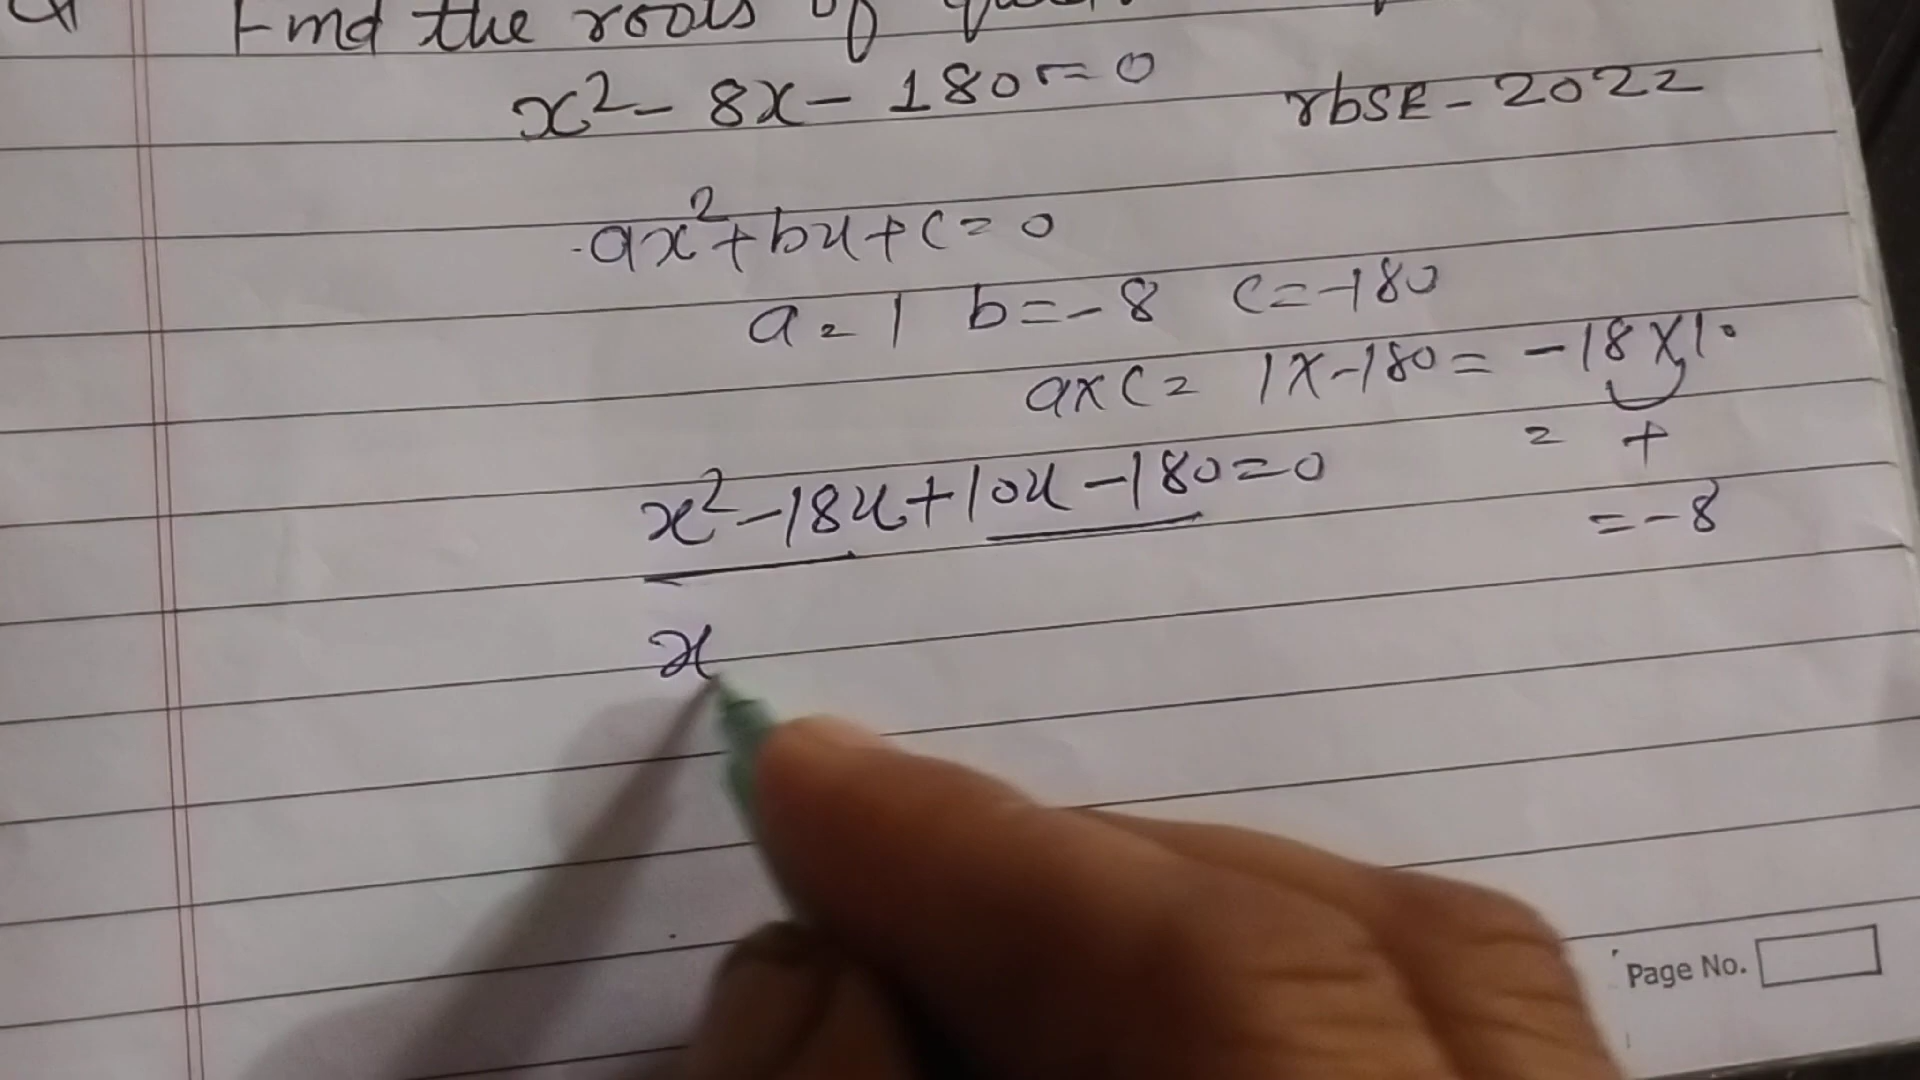 Find the roots of
x² - 8x - 180 = 0
rbSE - 2022
ax² + bx + c = 0
a = 1 b = -8 c = -180
a x c = 1 x -180 = -18 x 10
= +
= -8
x² - 18x + 10x - 180 = 0
x
Page No.